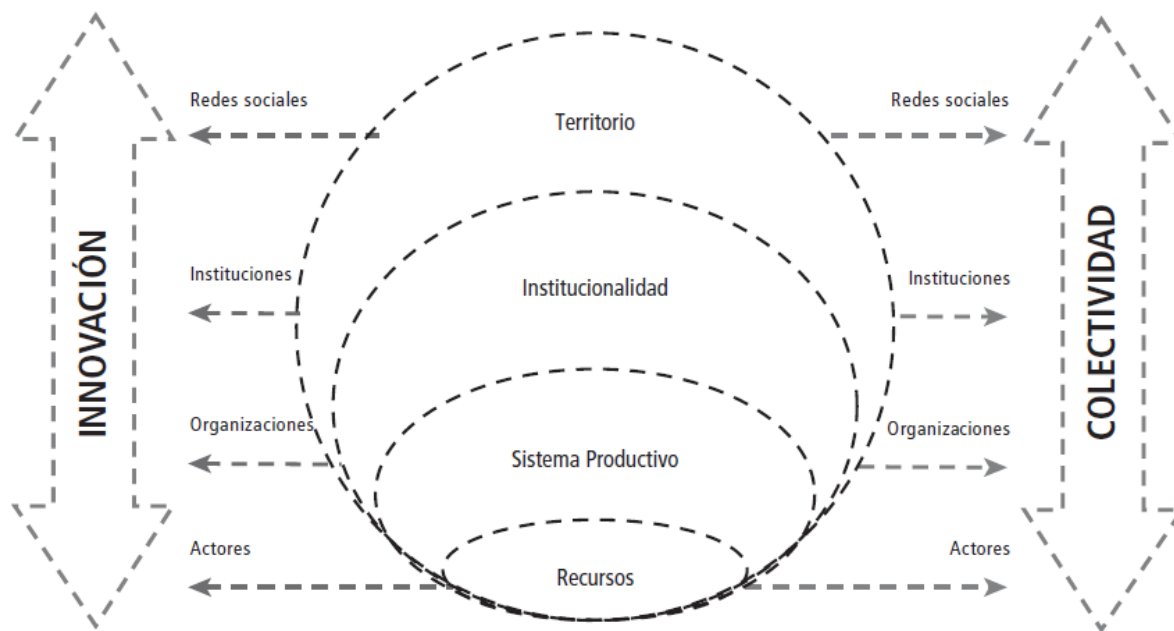 Redes sociales
Redes sociales
Territorio
INNOVACIÓN
COLECTIVIDAD
Instituciones
Institucionalidad
Instituciones
Organizaciones
Sistema Productivo
Organizaciones
Actores
Recursos
Actores